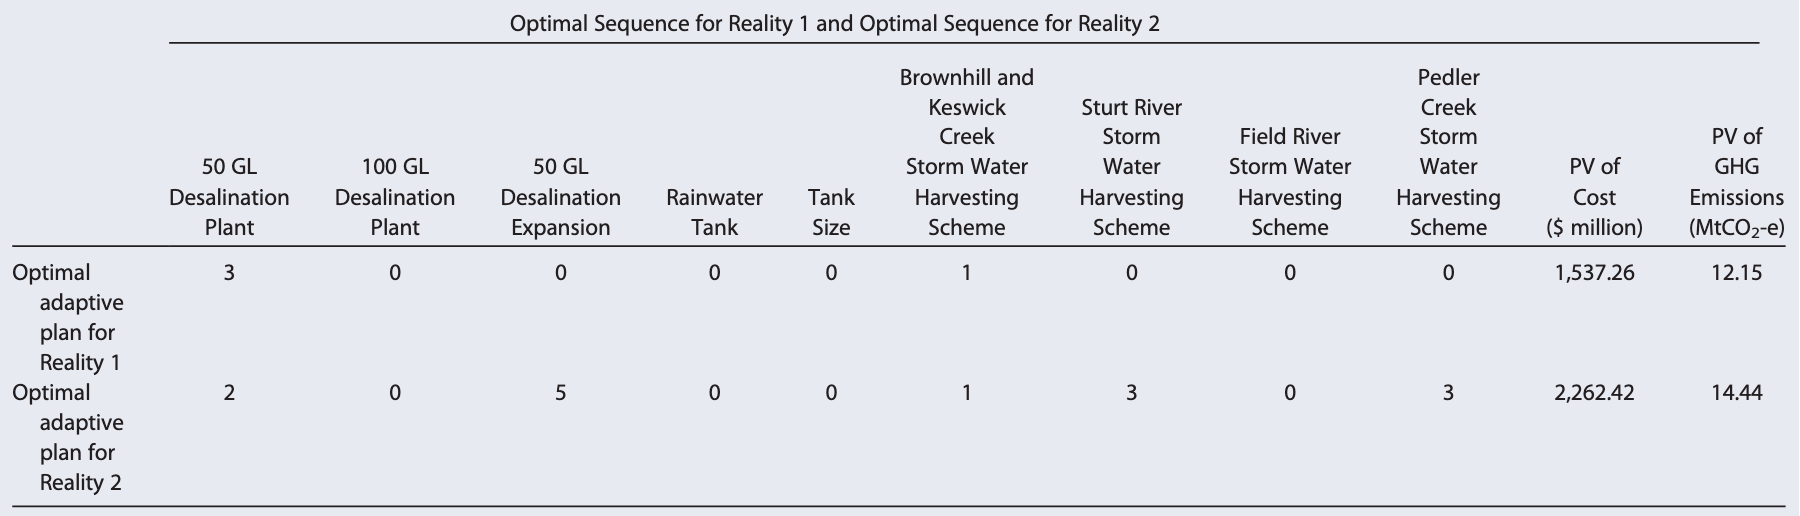 Optimal Sequence for Reality 1 and Optimal Sequence for Reality 2
50 GL
Desalination
Plant
100 GL
Desalination
Plant
50 GL
Desalination
Expansion
Rainwater
Tank
Tank
Size
Brownhill and
Keswick
Creek
Storm Water
Harvesting
Scheme
Sturt River
Storm
Water
Harvesting
Scheme
Field River
Storm Water
Harvesting
Scheme
Pedler
Creek
Storm
Water
Harvesting
Scheme
PV of
Cost
($ million)
PV of
GHG
Emissions
(MtCO₂-e)
Optimal 3 0 0 0 0 1 0 0 0 1,537.26 12.15
adaptive
plan for
Reality 1
Optimal 2 0 5 0 0 1 3 0 3 2,262.42 14.44
adaptive
plan for
Reality 2